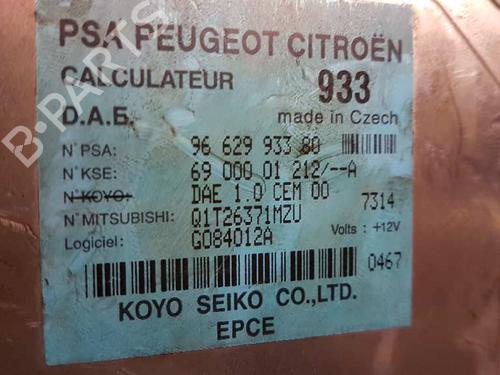 PSA PEUGEOT CITROËN
CALCULATEUR 933
D.A.E. made in Czech
N° PSA: 96 629 933 80
N° KSE: 69 000 01 212/--A
N° KOYO: DAE 1.0 CEM 00 7314
N° MITSUBISHI: Q1T26371MZU Volts : +12V
Logiciel: G084012A
0467
KOYO SEIKO CO.,LTD.
EPCE
B-PARTS